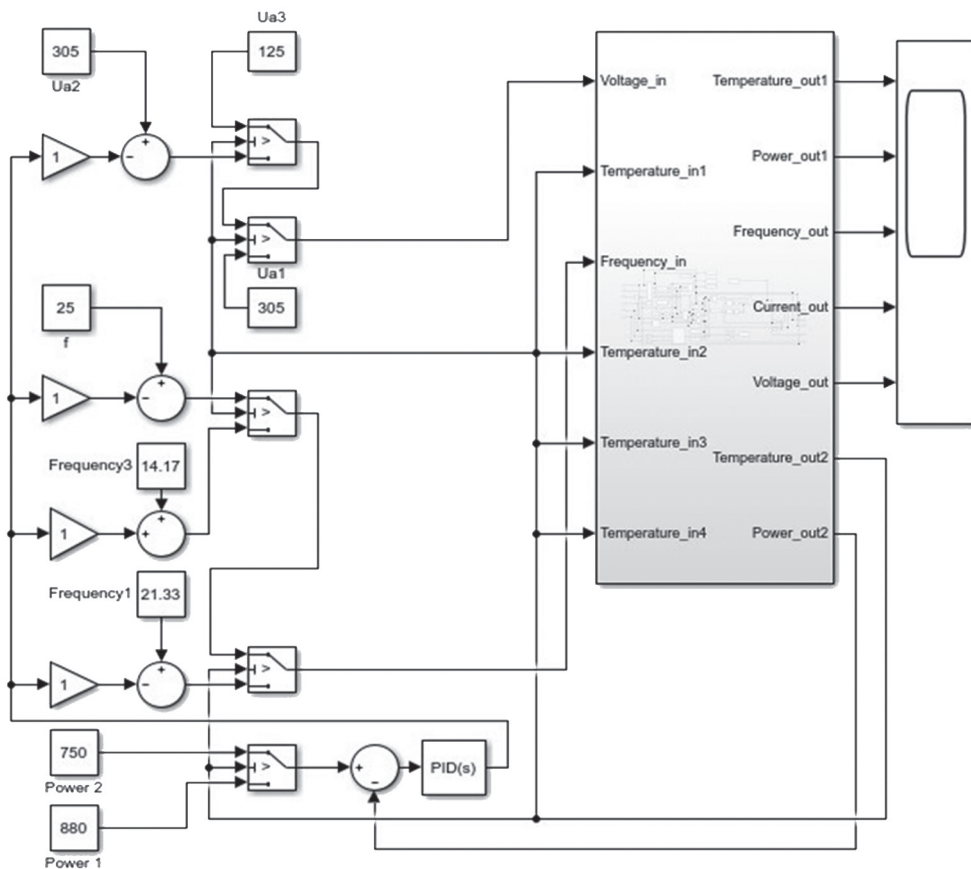 Ua3
305
125
Ua2
1
+
−
>
>
Ua1
305
25
f
1
+
−
>
Frequency3
14.17
1
+
+
Frequency1
21.33
1
+
−
>
750
Power 2
>
+
−
PID(s)
880
Power 1
Voltage_in
Temperature_in1
Frequency_in
Temperature_in2
Temperature_in3
Temperature_in4
Temperature_out1
Power_out1
Frequency_out
Current_out
Voltage_out
Temperature_out2
Power_out2